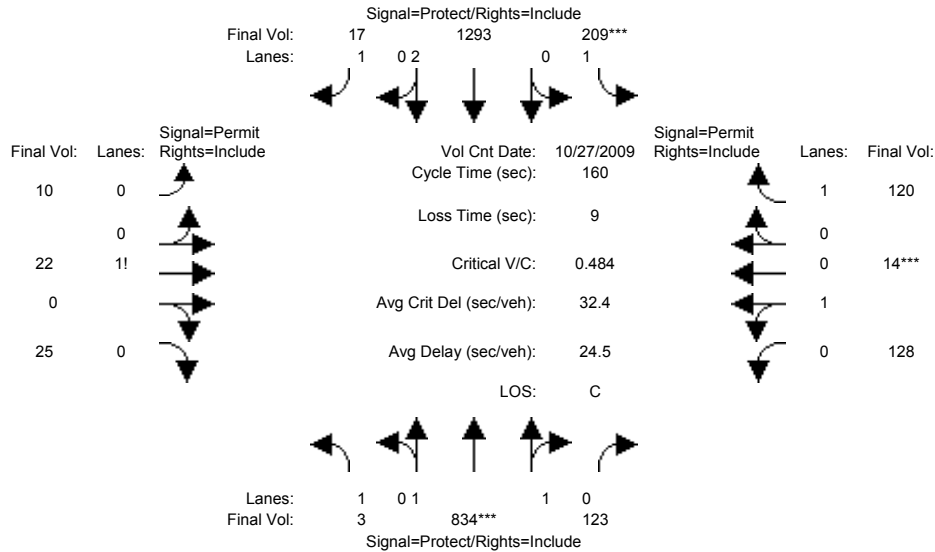 Signal=Protect/Rights=Include
Final Vol: 17 1293 209***
Lanes: 1 0 2 0 1
Signal=Permit Signal=Permit
Final Vol: Lanes: Rights=Include Vol Cnt Date: 10/27/2009 Rights=Include Lanes: Final Vol:
Cycle Time (sec): 160
10 0 1 120
Loss Time (sec): 9
0 0
22 1! Critical V/C: 0.484 0 14***
0 Avg Crit Del (sec/veh): 32.4 1
25 0 Avg Delay (sec/veh): 24.5 0 128
LOS: C
Lanes: 1 0 1 1 0
Final Vol: 3 834*** 123
Signal=Protect/Rights=Include